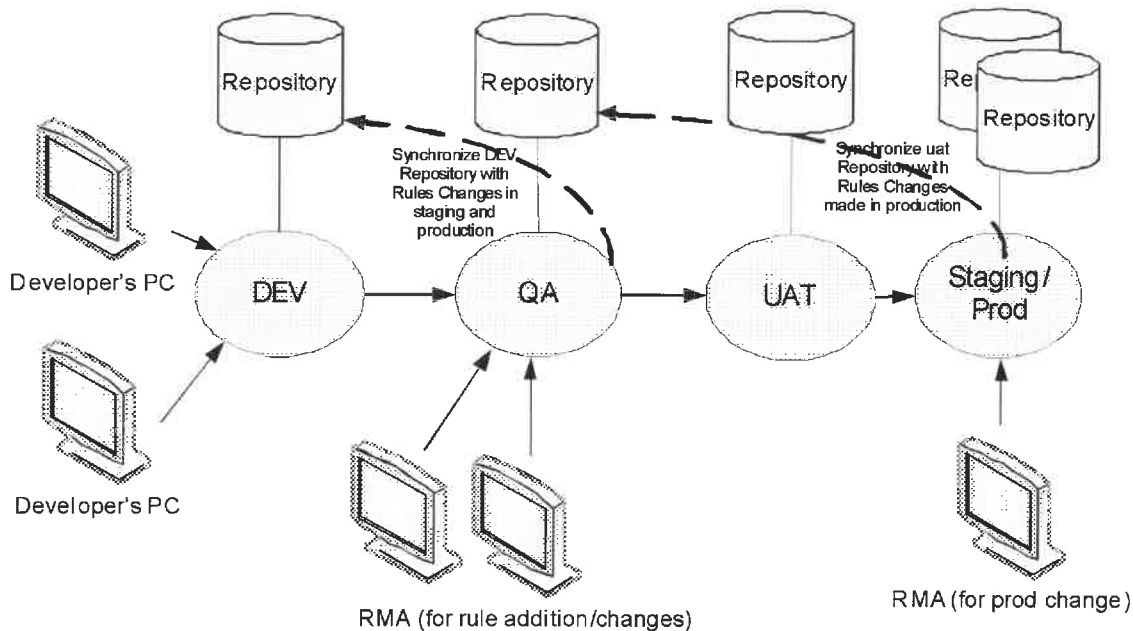 Repository
Repository
Repository
Rep
Repository
Synchronize DEV
Repository with
Rules Changes in
staging and
production
Synchronize uat
Repository with
Rules Changes
made in production
Developer's PC
DEV
QA
UAT
Staging/
Prod
Developer's PC
RMA (for rule addition/changes)
RMA (for prod change)